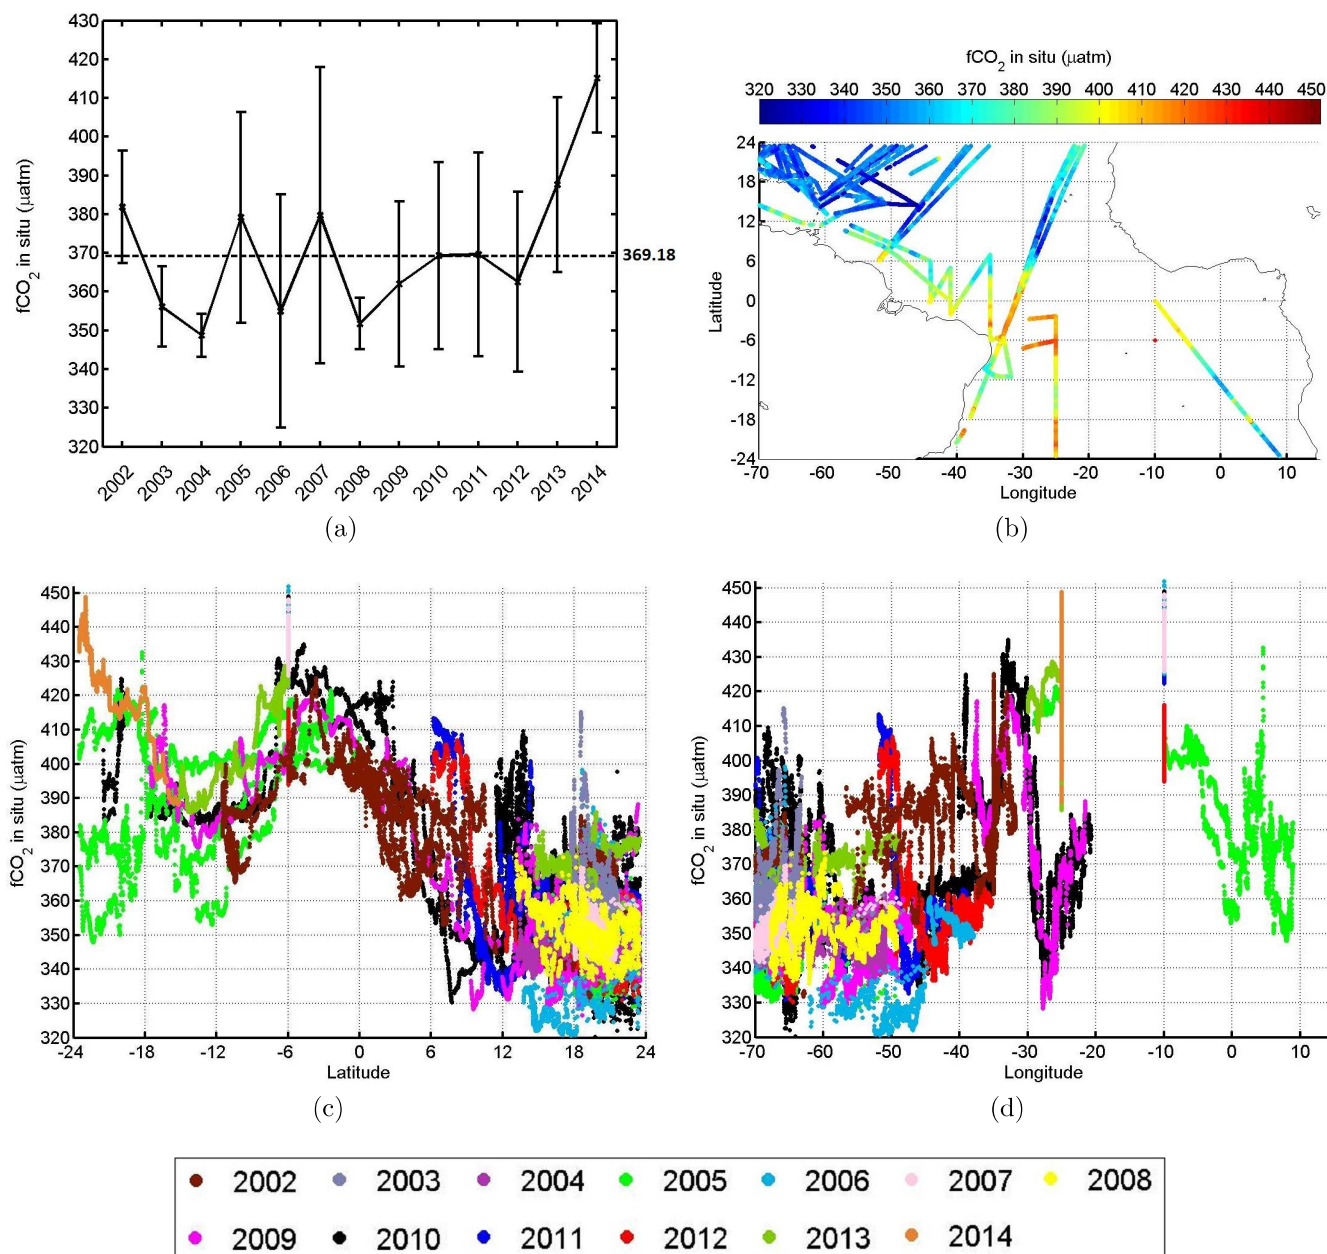 430
420
410
400
390
380
370
360
350
340
330
320
fCO2 in situ (μatm)
369.18
2002 2003 2004 2005 2006 2007 2008 2009 2010 2011 2012 2013 2014
(a)
fCO2 in situ (μatm)
320 330 340 350 360 370 380 390 400 410 420 430 440 450
24
18
12
6
0
-6
-12
-18
-24
Latitude
-70 -60 -50 -40 -30 -20 -10 0 10
Longitude
(b)
450
440
430
420
410
400
390
380
370
360
350
340
330
320
fCO2 in situ (μatm)
-24 -18 -12 -6 0 6 12 18 24
Latitude
(c)
450
440
430
420
410
400
390
380
370
360
350
340
330
320
fCO2 in situ (μatm)
-70 -60 -50 -40 -30 -20 -10 0 10
Longitude
(d)
2002 2003 2004 2005 2006 2007 2008
2009 2010 2011 2012 2013 2014